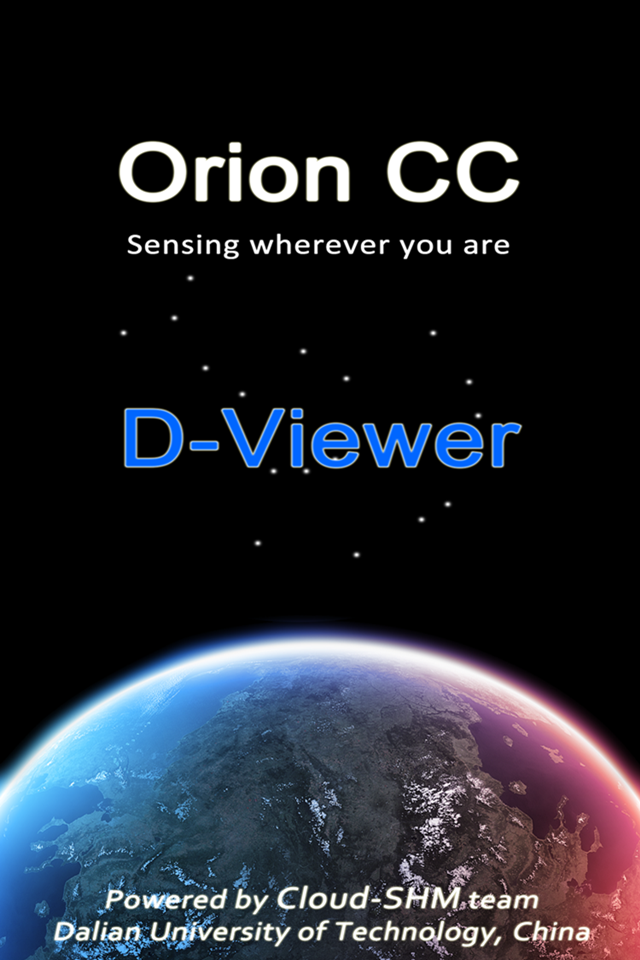 Orion CC
Sensing wherever you are
D-Viewer
Powered by Cloud-SHM team
Dalian University of Technology, China